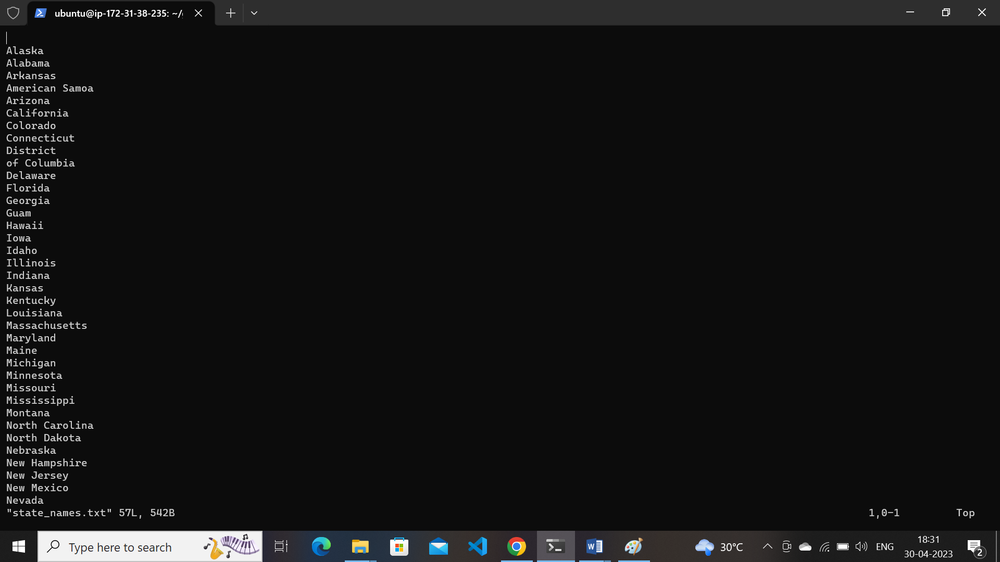 ubuntu@ip-172-31-38-235: ~/
Alaska
Alabama
Arkansas
American Samoa
Arizona
California
Colorado
Connecticut
District
of Columbia
Delaware
Florida
Georgia
Guam
Hawaii
Iowa
Idaho
Illinois
Indiana
Kansas
Kentucky
Louisiana
Massachusetts
Maryland
Maine
Michigan
Minnesota
Missouri
Mississippi
Montana
North Carolina
North Dakota
Nebraska
New Hampshire
New Jersey
New Mexico
Nevada
"state_names.txt" 57L, 542B 1,0-1 Top
Type here to search 30°C ENG 18:31
30-04-2023 2